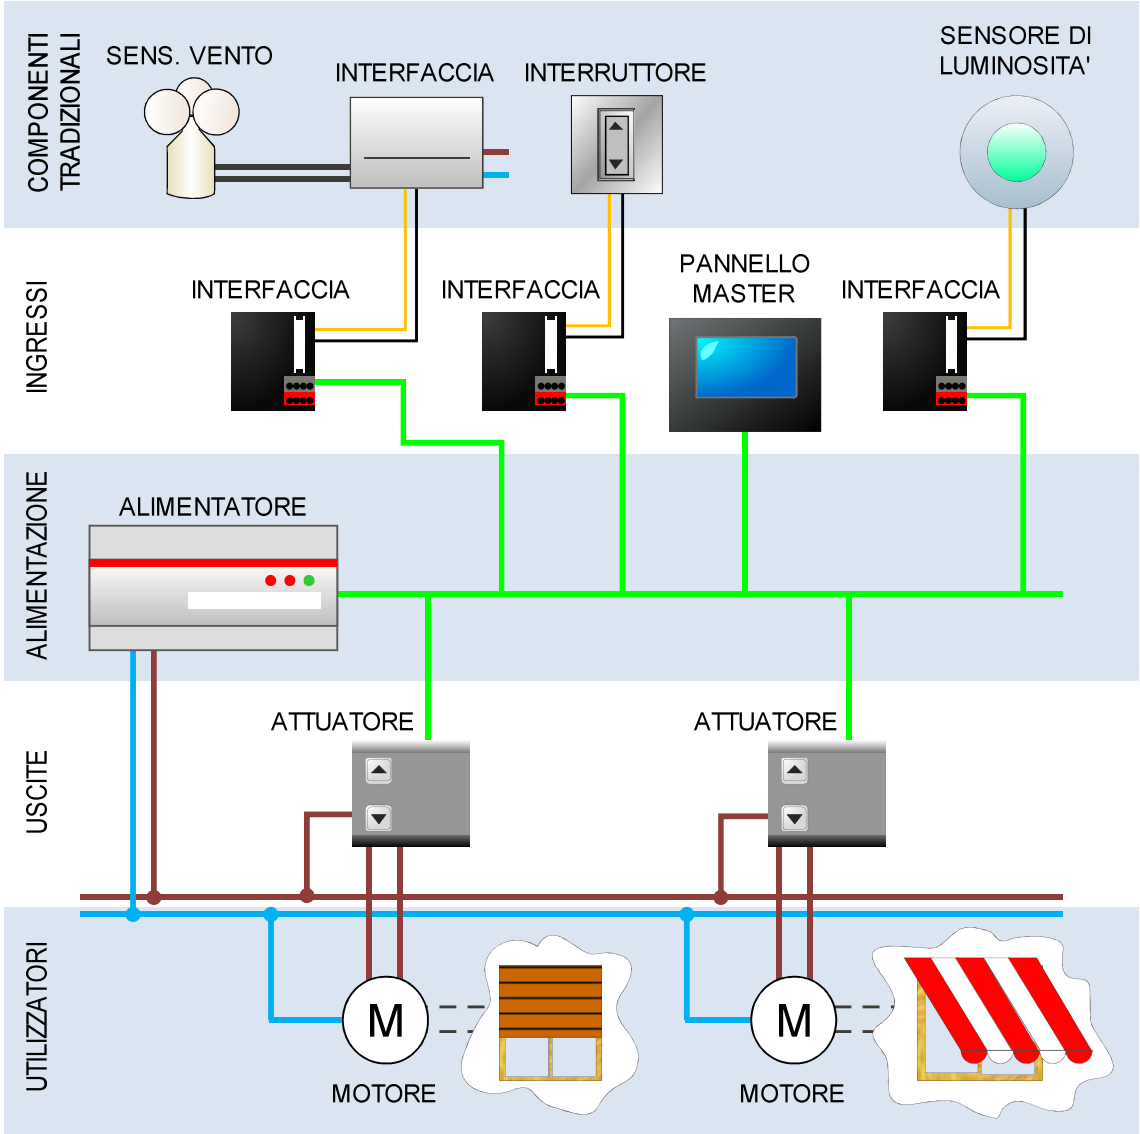 COMPONENTI
TRADIZIONALI
SENS. VENTO
INTERFACCIA
INTERRUTTORE
SENSORE DI
LUMINOSITA'
INGRESSI
INTERFACCIA
INTERFACCIA
PANNELLO
MASTER
INTERFACCIA
ALIMENTAZIONE
ALIMENTATORE
USCITE
ATTUATORE
ATTUATORE
UTILIZZATORI
M
M
MOTORE
MOTORE